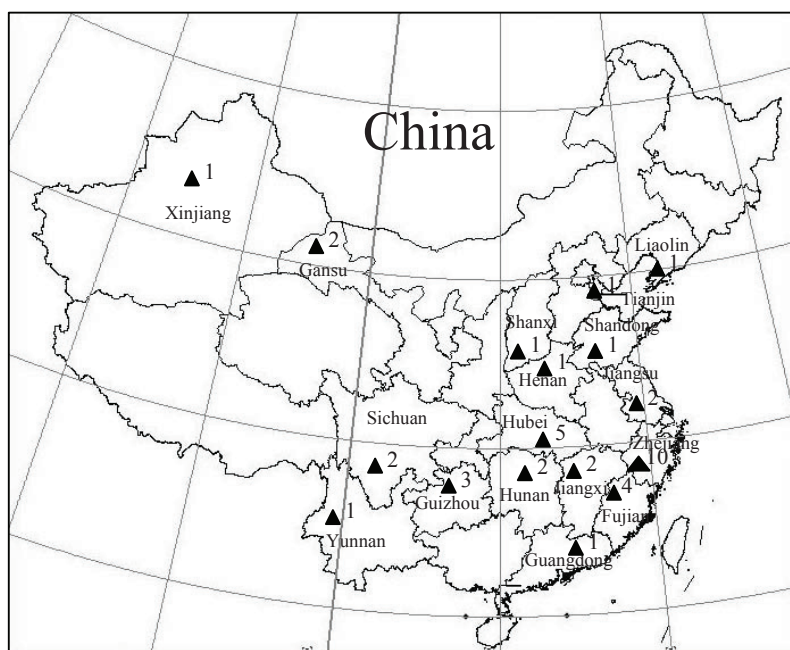 China
1
Xinjiang
2
Gansu
Liaolin
1
1
Tianjin
Shanxi
Shandong
1
1
1
Henan
Jiangsu
2
Sichuan
Hubei
5
Zhejiang
10
2
3
2
2
Guizhou
Hunan
Jiangxi
4
Fujian
1
Yunnan
1
Guangdong